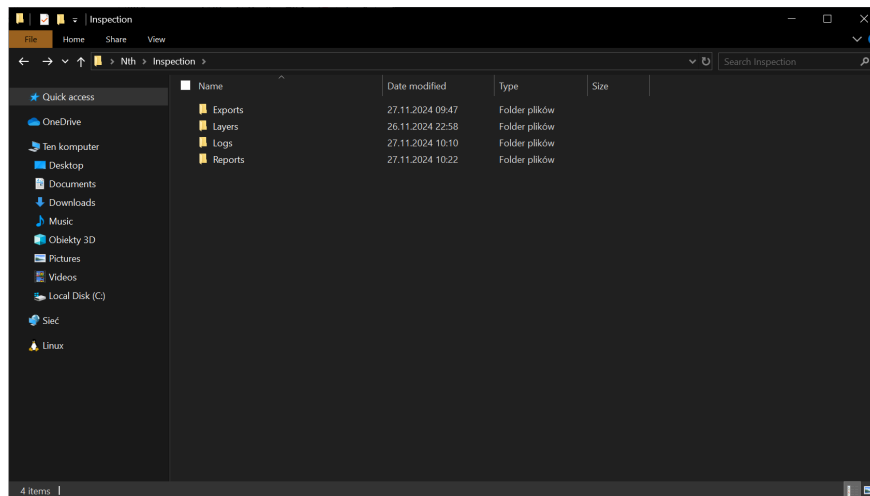 Inspection
File Home Share View
Nth Inspection Search Inspection
Name Date modified Type Size
Exports 27.11.2024 09:47 Folder plików
Layers 26.11.2024 22:58 Folder plików
Logs 27.11.2024 10:10 Folder plików
Reports 27.11.2024 10:22 Folder plików
Quick access
OneDrive
Ten komputer
Desktop
Documents
Downloads
Music
Obiekty 3D
Pictures
Videos
Local Disk (C:)
Sieć
Linux
4 items